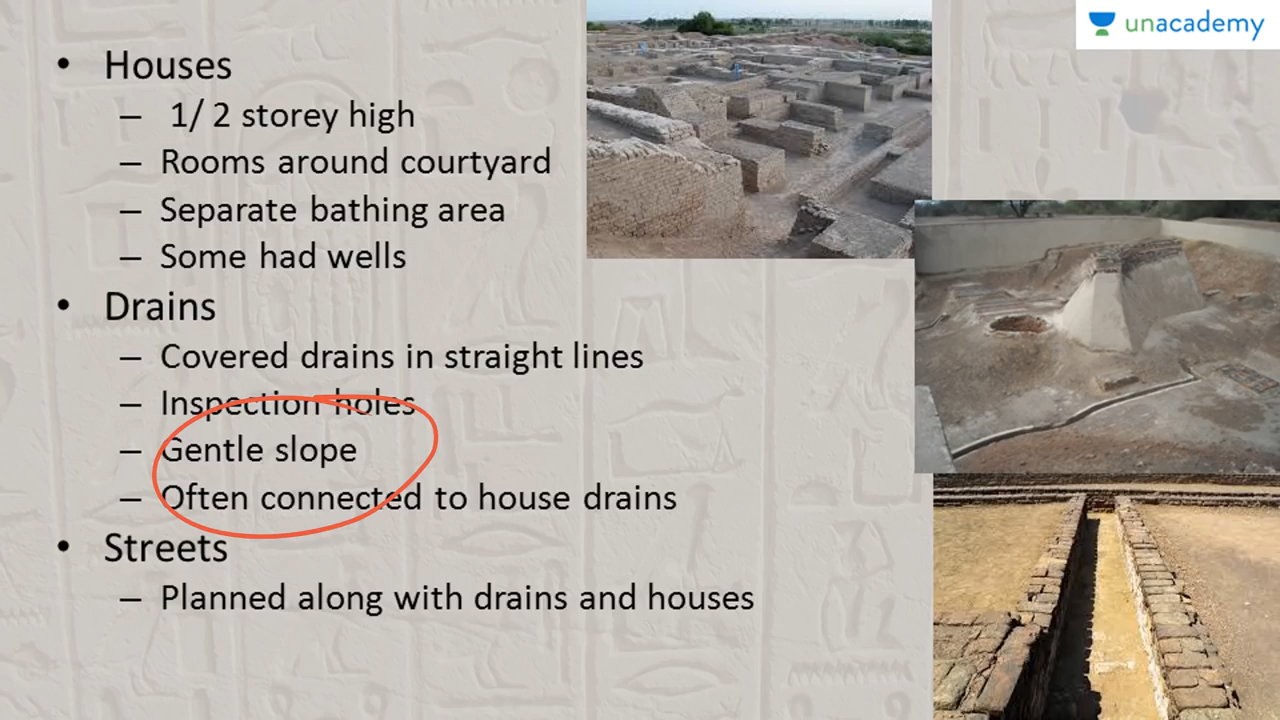 unacademy
• Houses
– 1/ 2 storey high
– Rooms around courtyard
– Separate bathing area
– Some had wells
• Drains
– Covered drains in straight lines
– Inspection holes
– Gentle slope
– Often connected to house drains
• Streets
– Planned along with drains and houses